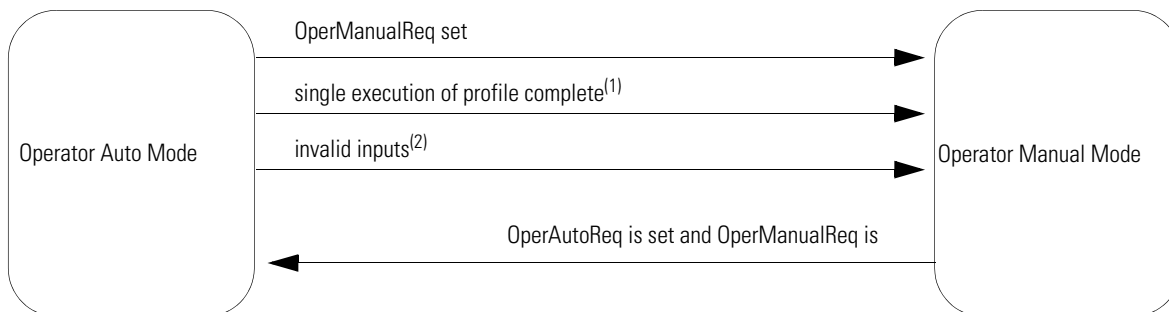 OperManualReq set
single execution of profile complete(1)
invalid inputs(2)
Operator Auto Mode
Operator Manual Mode
OperAutoReq is set and OperManualReq is